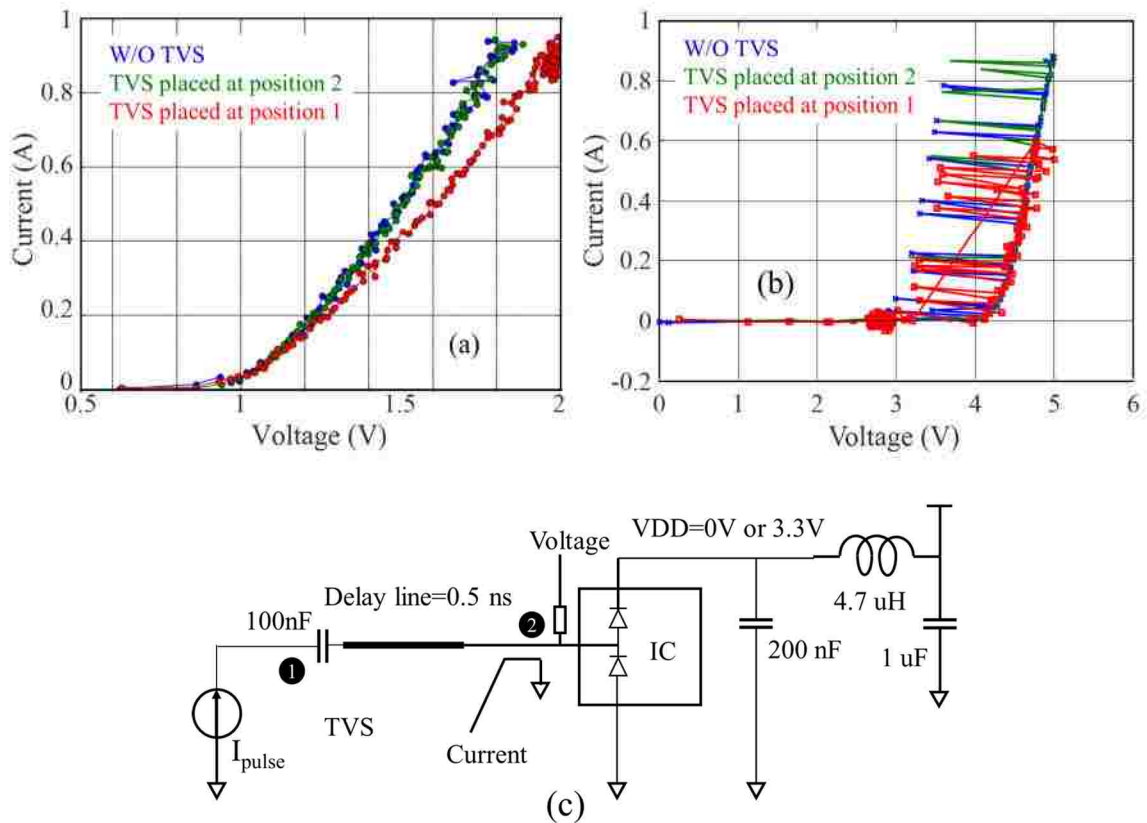 1
0.8
0.6
0.4
0.2
0
0.5
1
1.5
2
Current (A)
Voltage (V)
W/O TVS
TVS placed at position 2
TVS placed at position 1
(a)
1
0.8
0.6
0.4
0.2
0
-0.2
0
1
2
3
4
5
6
Current (A)
Voltage (V)
W/O TVS
TVS placed at position 2
TVS placed at position 1
(b)
VDD=0V or 3.3V
Voltage
Delay line=0.5 ns
100nF
2
1
IC
4.7 uH
200 nF
1 uF
TVS
Current
Ipulse
(c)